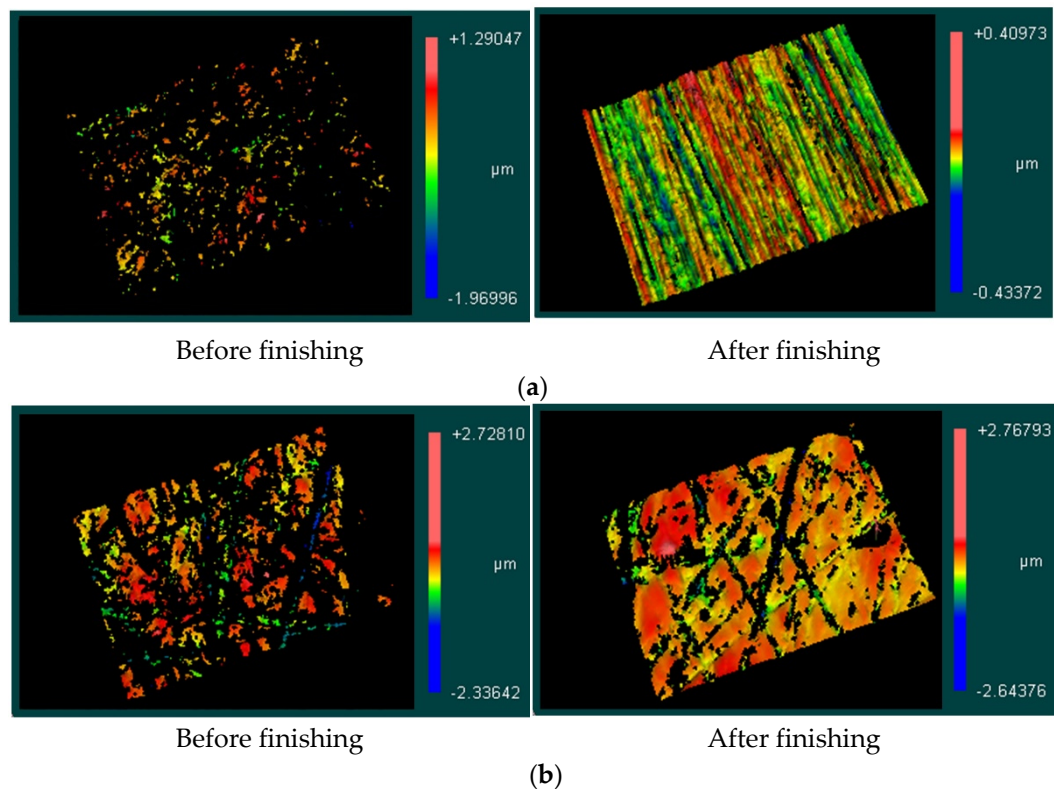 +1.29047
µm
-1.96996
+0.40973
µm
-0.43372
Before finishing
After finishing
(a)
+2.72810
µm
-2.33642
+2.76793
µm
-2.64376
Before finishing
After finishing
(b)